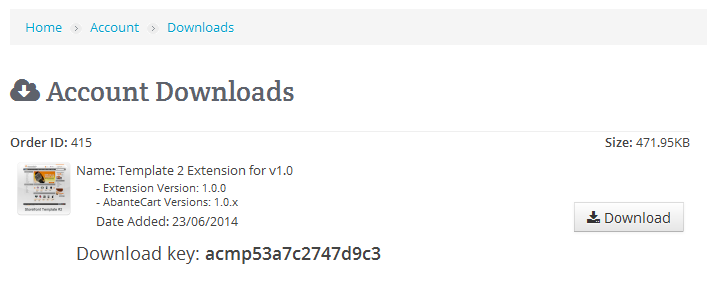 Home Account Downloads
Account Downloads
Order ID: 415 Size: 471.95KB
Name: Template 2 Extension for v1.0
- Extension Version: 1.0.0
- AbanteCart Versions: 1.0.x
Date Added: 23/06/2014
Download
Download key: acmp53a7c2747d9c3